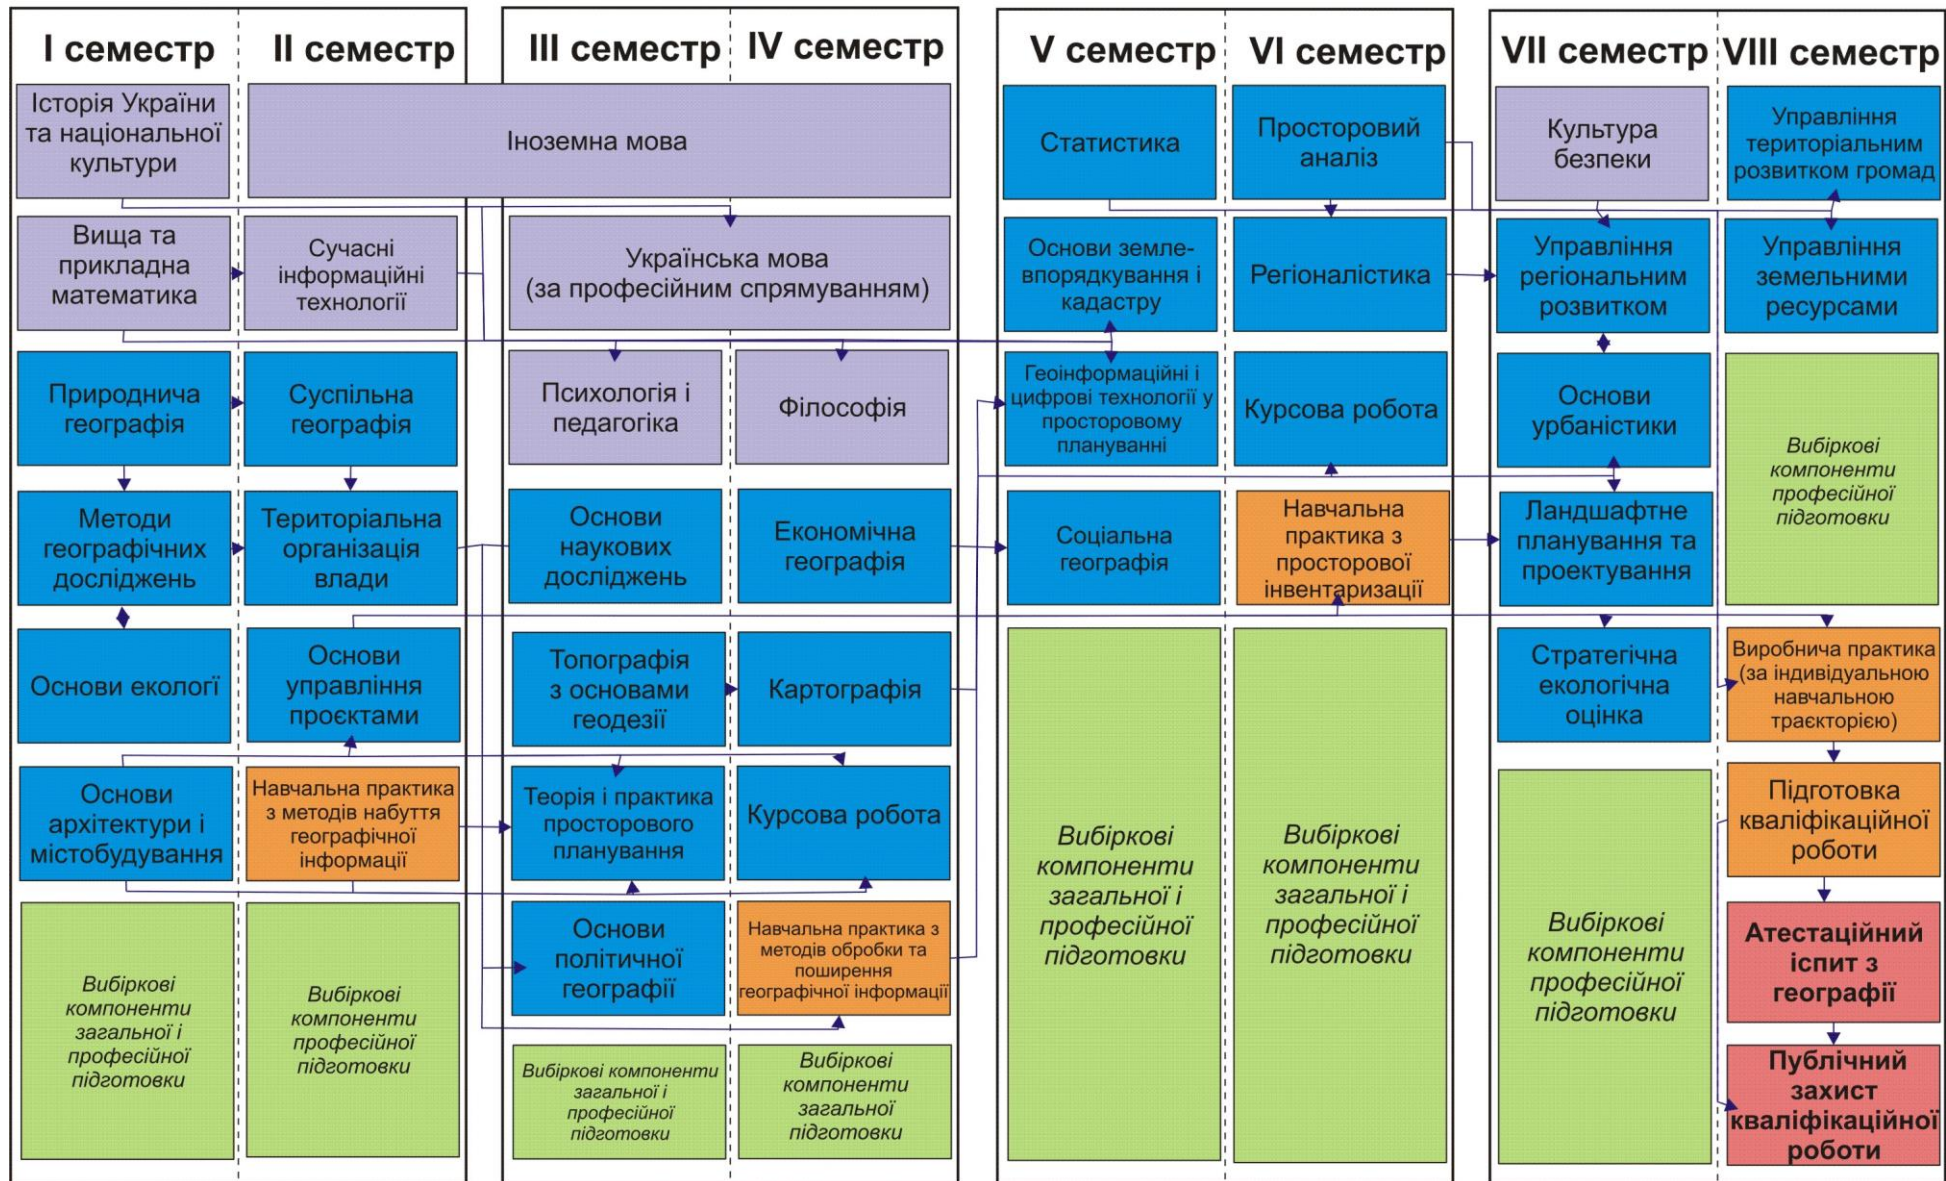 I семестр
II семестр
III семестр
IV семестр
V семестр
VI семестр
VII семестр
VIII семестр
Історія України
та національної
культури
Іноземна мова
Статистика
Просторовий
аналіз
Культура
безпеки
Управління
територіальним
розвитком громад
Вища та
прикладна
математика
Сучасні
інформаційні
технології
Українська мова
(за професійним спрямуванням)
Основи земле-
впорядкування і
кадастру
Регіоналістика
Управління
регіональним
розвитком
Управління
земельними
ресурсами
Природнича
географія
Суспільна
географія
Психологія і
педагогіка
Філософія
Геоінформаційні і
цифрові технології у
просторовому
плануванні
Курсова робота
Основи
урбаністики
Вибіркові
компоненти
професійної
підготовки
Методи
географічних
досліджень
Територіальна
організація
влади
Основи
наукових
досліджень
Економічна
географія
Соціальна
географія
Навчальна
практика з
просторової
інвентаризації
Ландшафтне
планування та
проектування
Основи екології
Основи
управління
проєктами
Топографія
з основами
геодезії
Картографія
Вибіркові
компоненти
загальної і
професійної
підготовки
Вибіркові
компоненти
загальної і
професійної
підготовки
Стратегічна
екологічна
оцінка
Виробнича практика
(за індивідуальною
навчальною
траєкторією)
Основи
архітектури і
містобудування
Навчальна практика
з методів набуття
географічної
інформації
Теорія і практика
просторового
планування
Курсова робота
Вибіркові
компоненти
професійної
підготовки
Підготовка
кваліфікаційної
роботи
Вибіркові
компоненти
загальної і
професійної
підготовки
Вибіркові
компоненти
професійної
підготовки
Основи
політичної
географії
Навчальна практика з
методів обробки та
поширення
географічної інформації
Атестаційний
іспит з
географії
Вибіркові компоненти
загальної і
професійної
підготовки
Вибіркові
компоненти
загальної
підготовки
Публічний
захист
кваліфікаційної
роботи